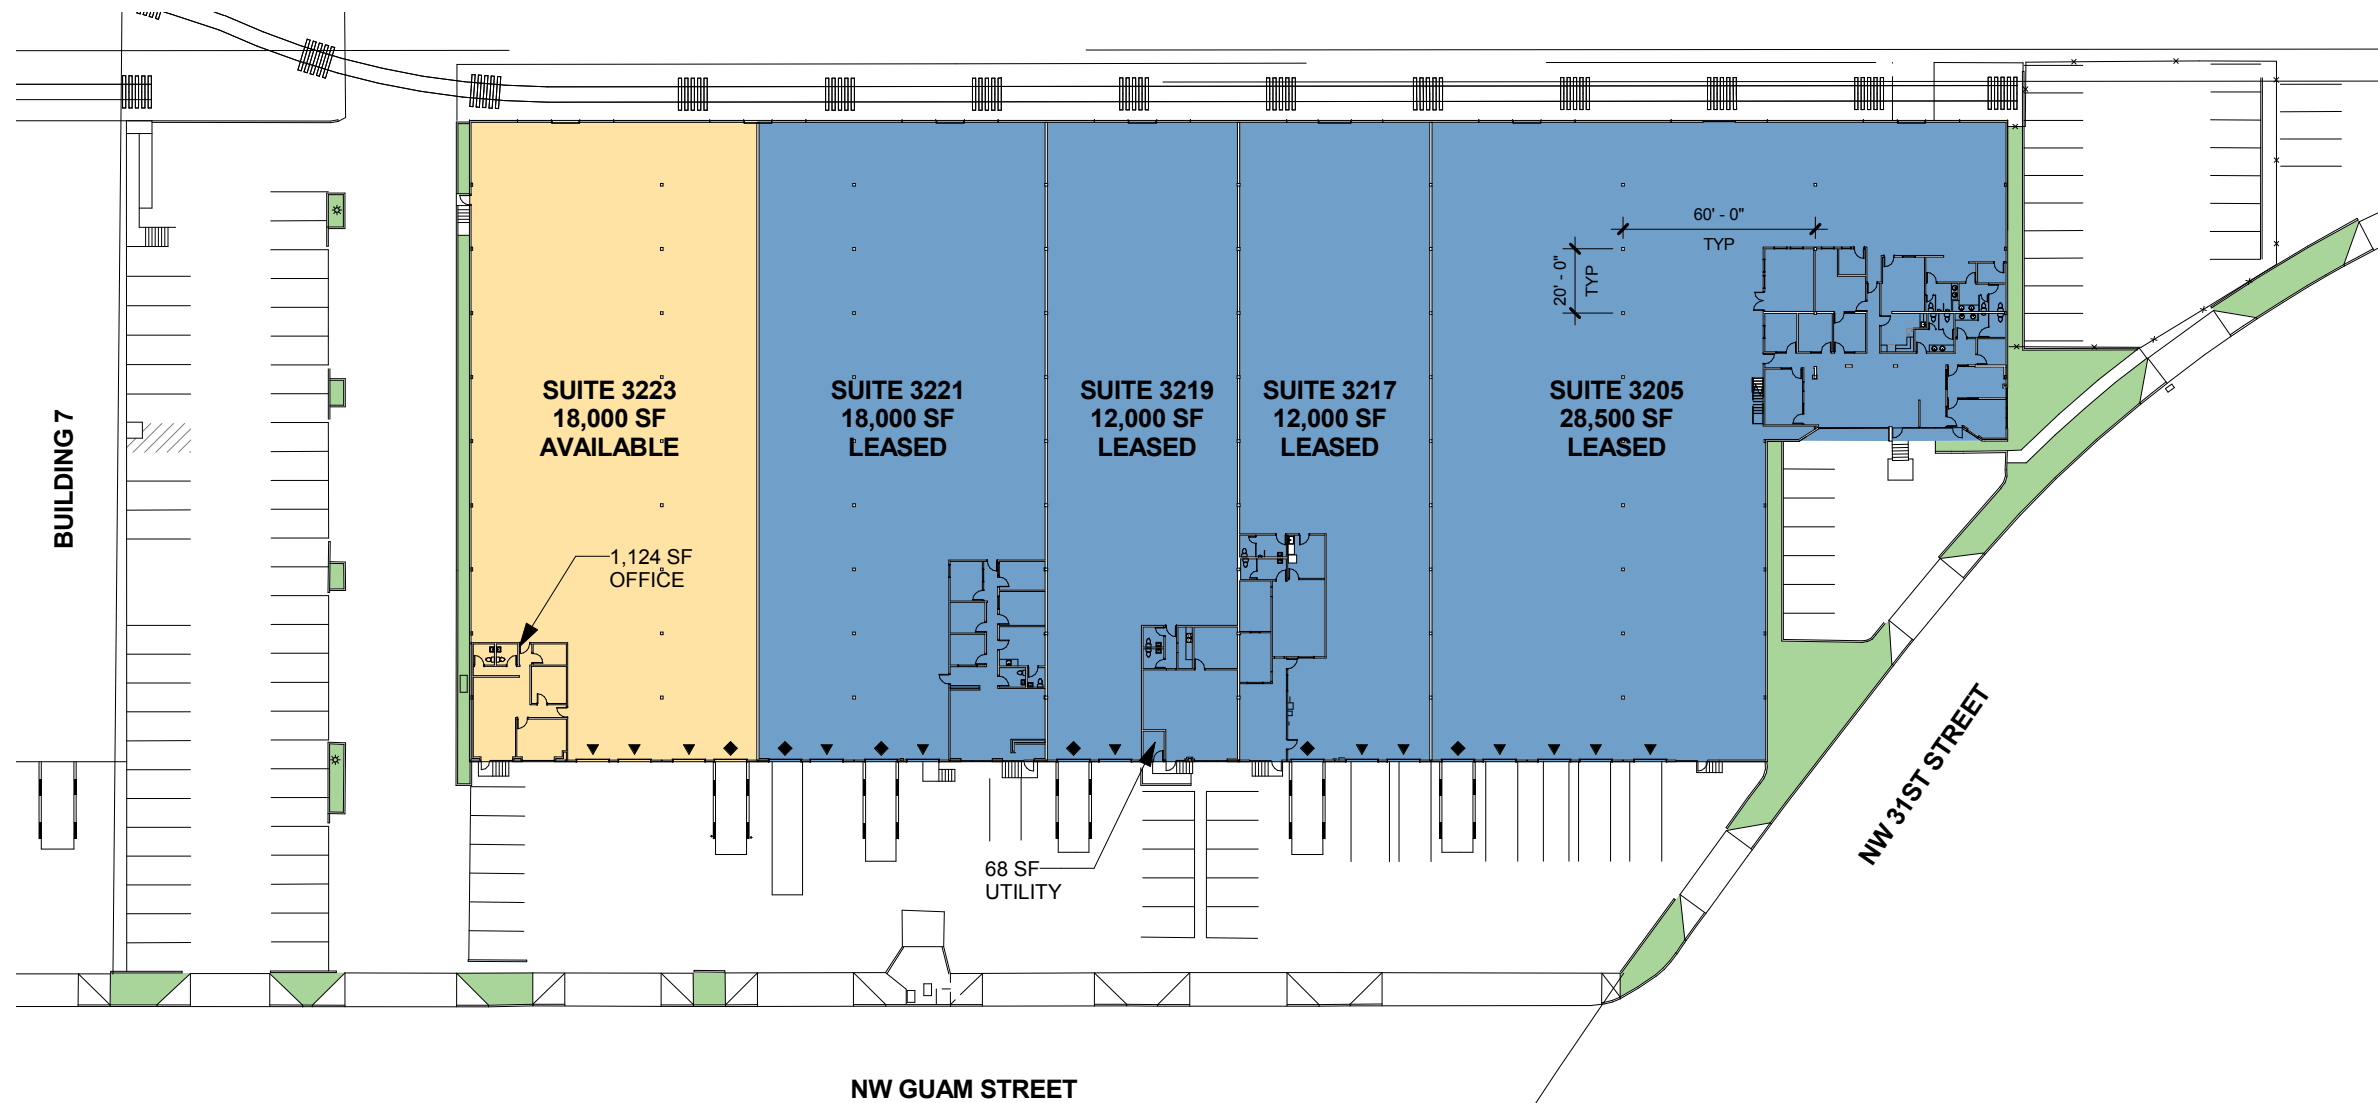 60' - 0"
TYP
20' - 0"
TYP
SUITE 3223
18,000 SF
AVAILABLE
SUITE 3221
18,000 SF
LEASED
SUITE 3219
12,000 SF
LEASED
SUITE 3217
12,000 SF
LEASED
SUITE 3205
28,500 SF
LEASED
BUILDING 7
1,124 SF
OFFICE
68 SF
UTILITY
NW 31ST STREET
NW GUAM STREET